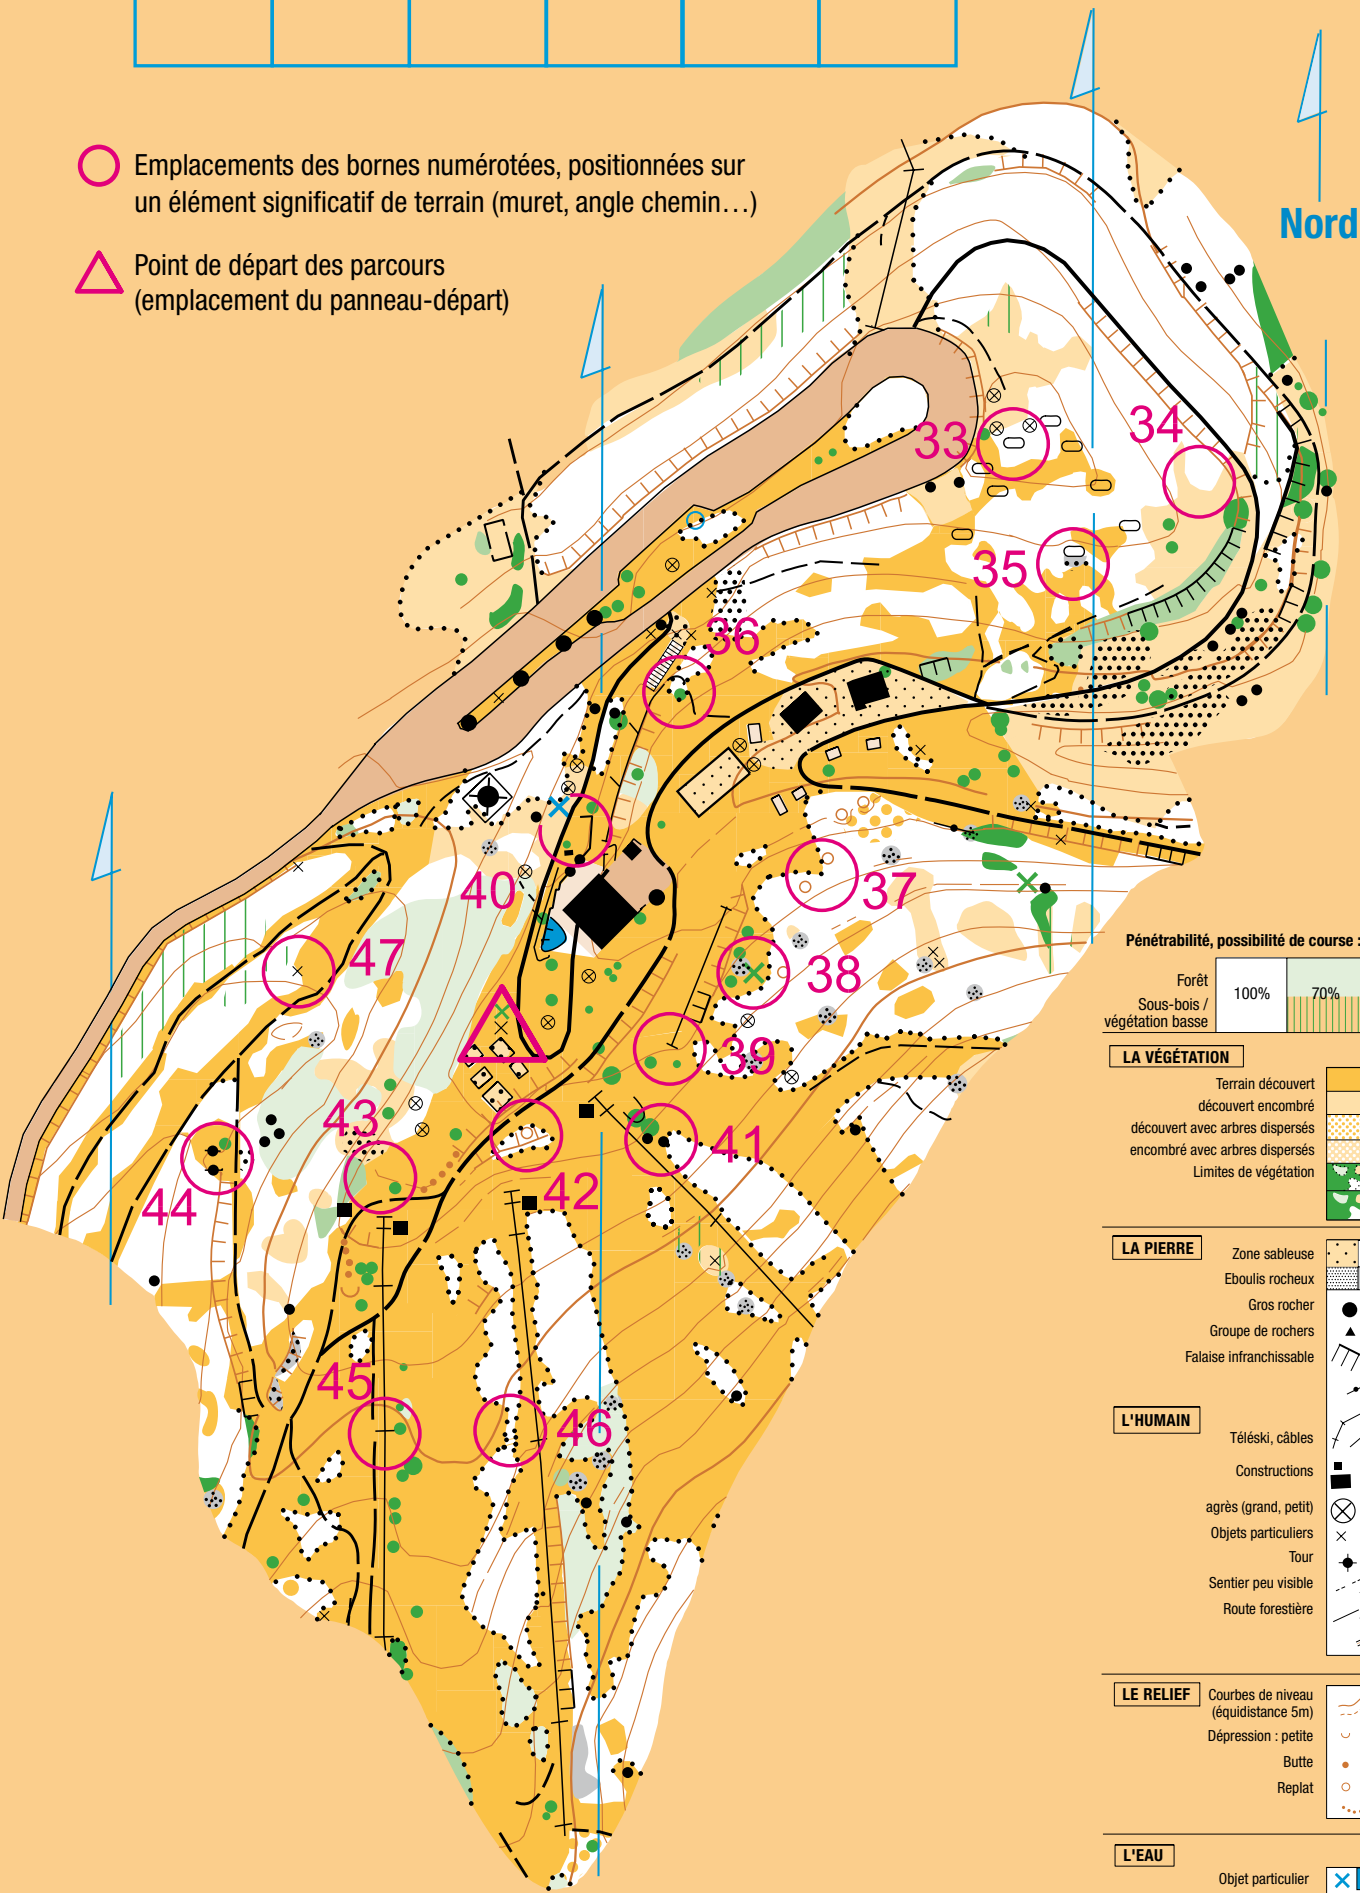 Emplacements des bornes numérotées, positionnées sur
un élément significatif de terrain (muret, angle chemin…)
Point de départ des parcours
(emplacement du panneau-départ)
Nord
33
34
35
36
37
38
39
40
41
42
43
44
45
46
47
Pénétrabilité, possibilité de course :
Forêt
100%
70%
Sous-bois /
végétation basse
LA VÉGÉTATION
Terrain découvert
découvert encombré
découvert avec arbres dispersés
encombré avec arbres dispersés
Limites de végétation
LA PIERRE
Zone sableuse
Eboulis rocheux
Gros rocher
Groupe de rochers
Falaise infranchissable
L'HUMAIN
Téléski, câbles
Constructions
agrès (grand, petit)
Objets particuliers
Tour
Sentier peu visible
Route forestière
LE RELIEF
Courbes de niveau
(équidistance 5m)
Dépression : petite
Butte
Replat
L'EAU
Objet particulier